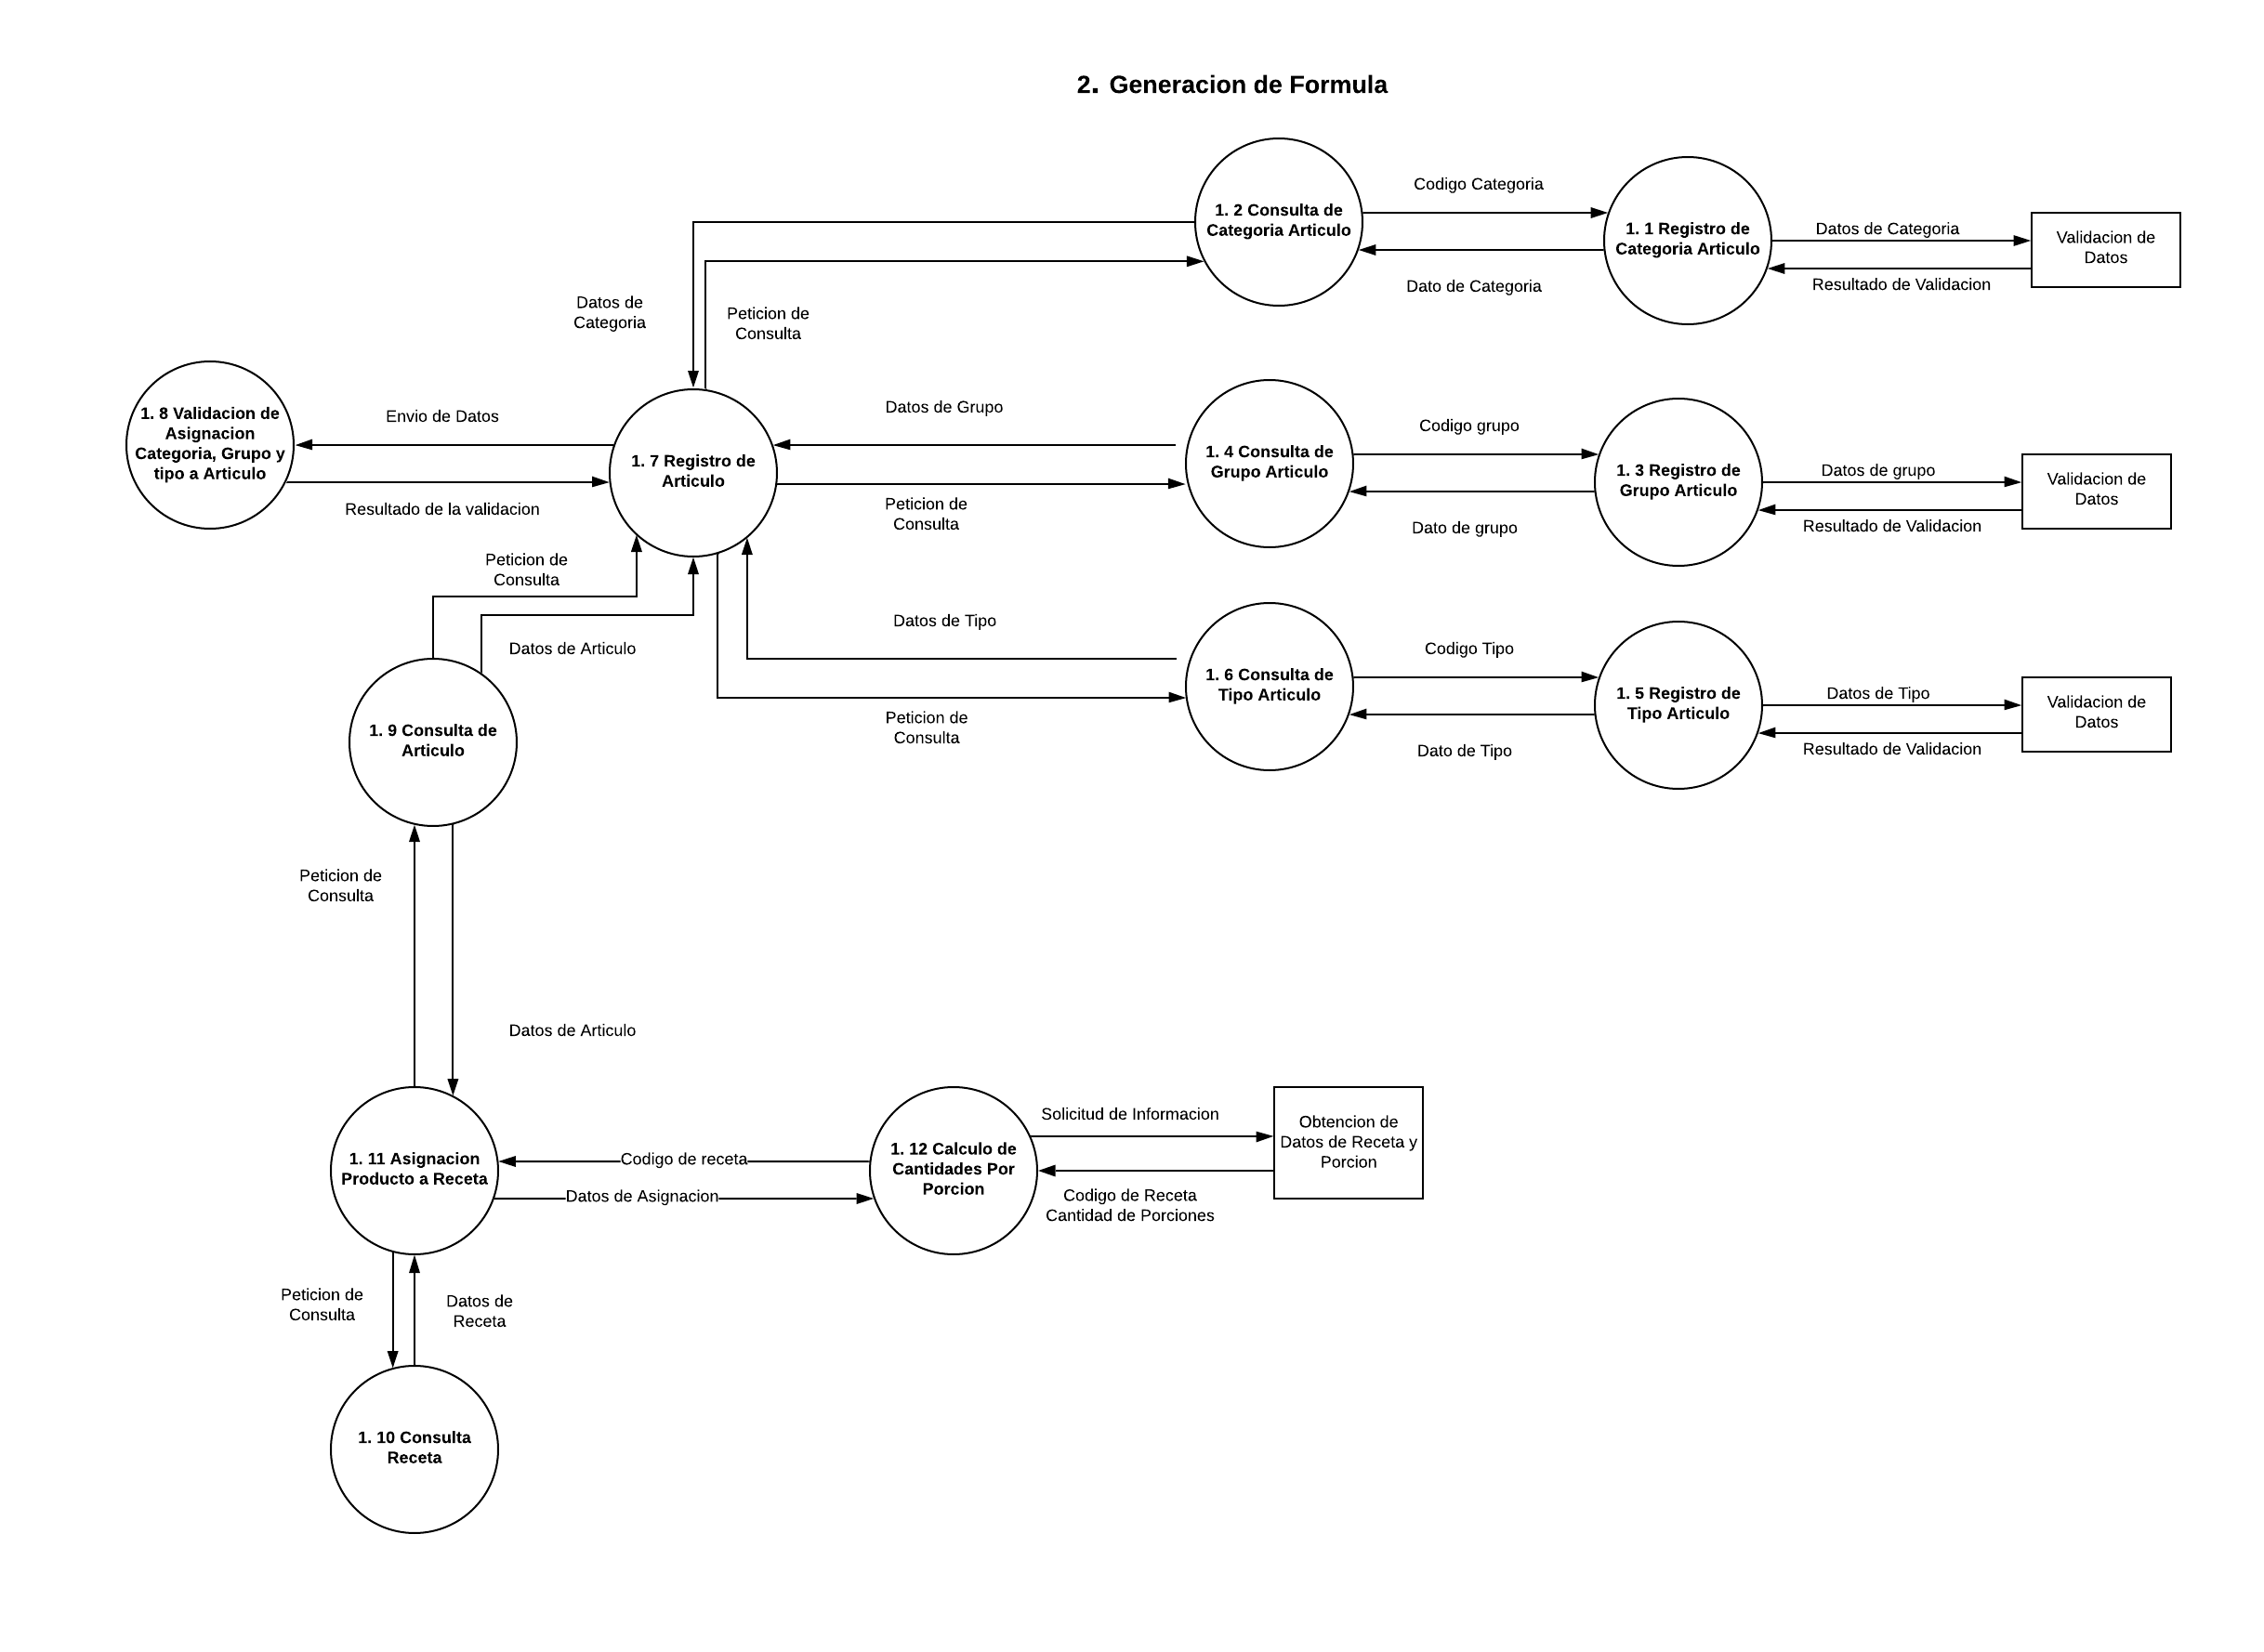 2. Generacion de Formula
1. 2 Consulta de
Categoria Articulo
Codigo Categoria
Dato de Categoria
1. 1 Registro de
Categoria Articulo
Datos de Categoria
Resultado de Validacion
Validacion de
Datos
Datos de
Categoria
Peticion de
Consulta
1. 8 Validacion de
Asignacion
Categoria, Grupo y
tipo a Articulo
Envio de Datos
Resultado de la validacion
1. 7 Registro de
Articulo
Datos de Grupo
Peticion de
Consulta
1. 4 Consulta de
Grupo Articulo
Codigo grupo
Dato de grupo
1. 3 Registro de
Grupo Articulo
Datos de grupo
Resultado de Validacion
Validacion de
Datos
Peticion de
Consulta
Datos de Articulo
Datos de Tipo
Peticion de
Consulta
1. 6 Consulta de
Tipo Articulo
Codigo Tipo
Dato de Tipo
1. 5 Registro de
Tipo Articulo
Datos de Tipo
Resultado de Validacion
Validacion de
Datos
1. 9 Consulta de
Articulo
Peticion de
Consulta
Datos de Articulo
1. 11 Asignacion
Producto a Receta
Codigo de receta
Datos de Asignacion
1. 12 Calculo de
Cantidades Por
Porcion
Solicitud de Informacion
Codigo de Receta
Cantidad de Porciones
Obtencion de
Datos de Receta y
Porcion
Peticion de
Consulta
Datos de
Receta
1. 10 Consulta
Receta